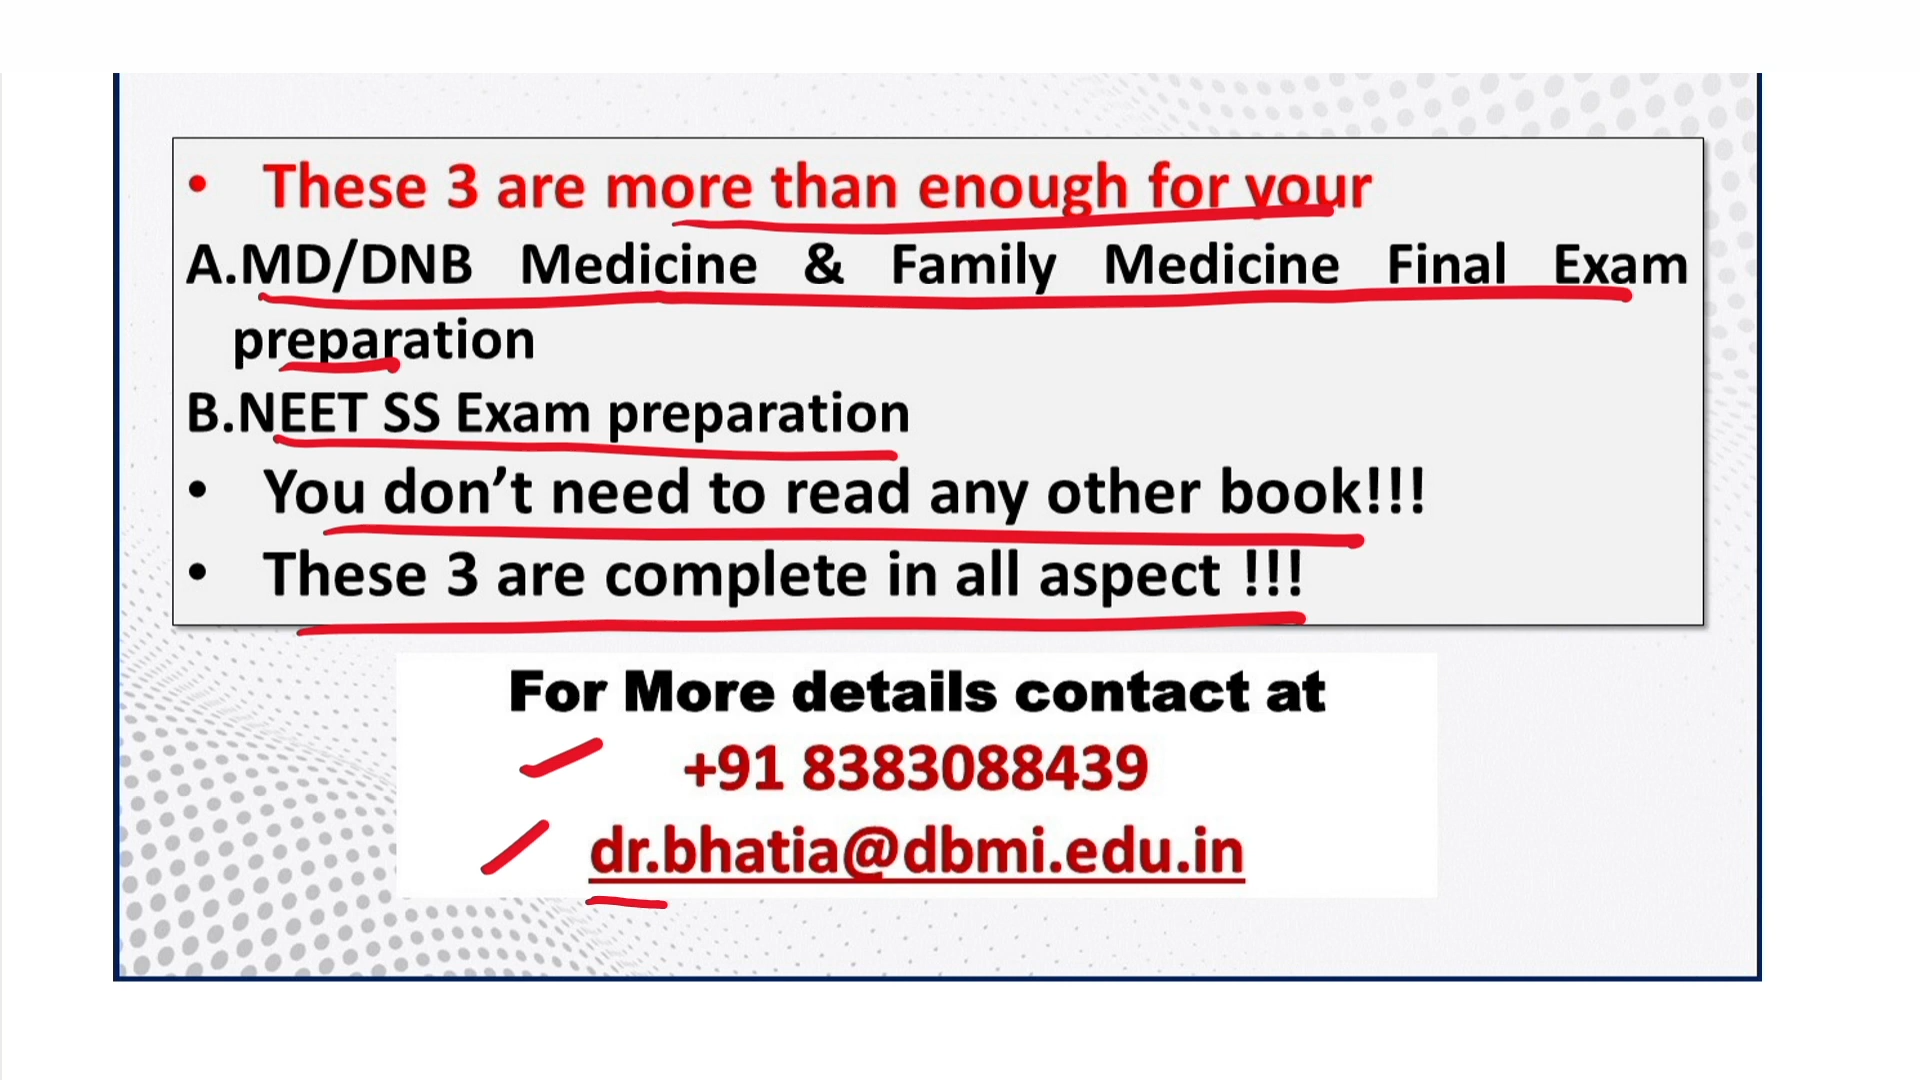 • These 3 are more than enough for your
A.MD/DNB Medicine & Family Medicine Final Exam
preparation
B.NEET SS Exam preparation
• You don’t need to read any other book!!!
• These 3 are complete in all aspect !!!
For More details contact at
+91 8383088439
dr.bhatia@dbmi.edu.in